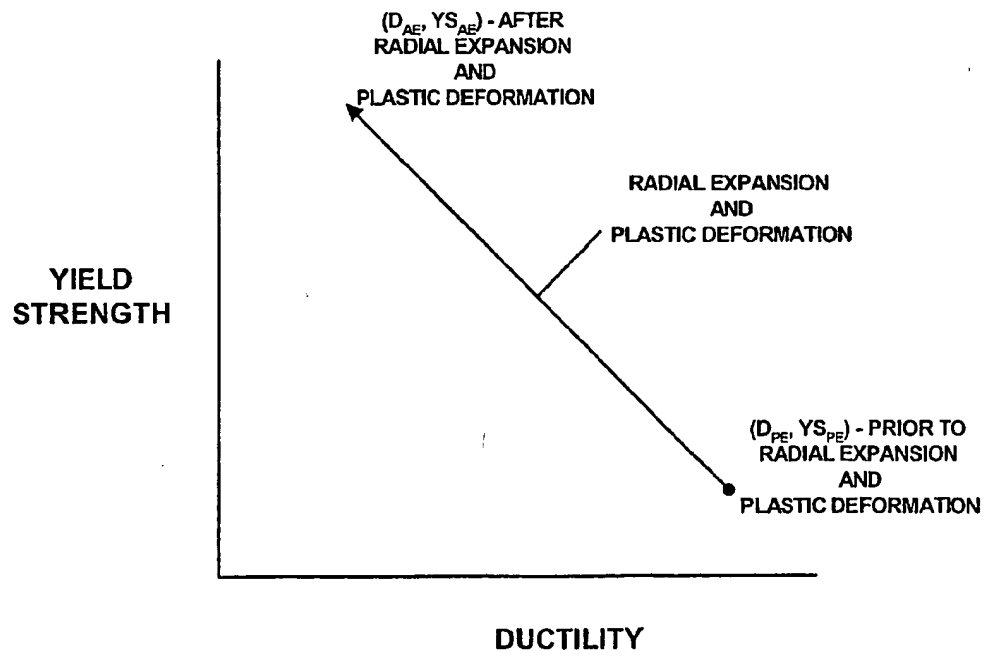 (D_AE, YS_AE) - AFTER
RADIAL EXPANSION
AND
PLASTIC DEFORMATION
RADIAL EXPANSION
AND
PLASTIC DEFORMATION
YIELD
STRENGTH
(D_PE, YS_PE) - PRIOR TO
RADIAL EXPANSION
AND
PLASTIC DEFORMATION
DUCTILITY